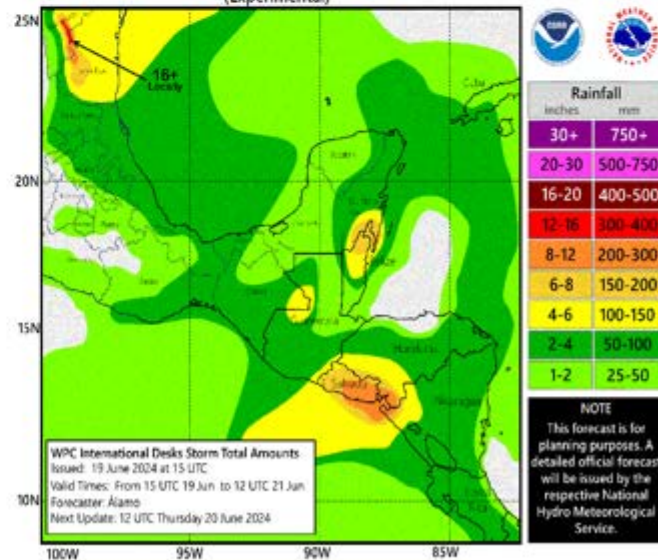 (Experimental)
25N
16+
Locally
20N
15N
10N
100W
95W
90W
85W
Cuba
WPC International Desks Storm Total Amounts
Issued: 19 June 2024 at 15 UTC
Valid Times: From 15 UTC 19 Jun to 12 UTC 21 Jun
Forecaster: Álamo
Next Update: 12 UTC Thursday 20 June 2024
NOAA
NATIONAL WEATHER SERVICE
Rainfall
inches mm
30+ 750+
20-30 500-750
16-20 400-500
12-16 300-400
8-12 200-300
6-8 150-200
4-6 100-150
2-4 50-100
1-2 25-50
NOTE
This forecast is for
planning purposes. A
detailed official forecast
will be issued by the
respective National
Hydro Meteorological
Service.